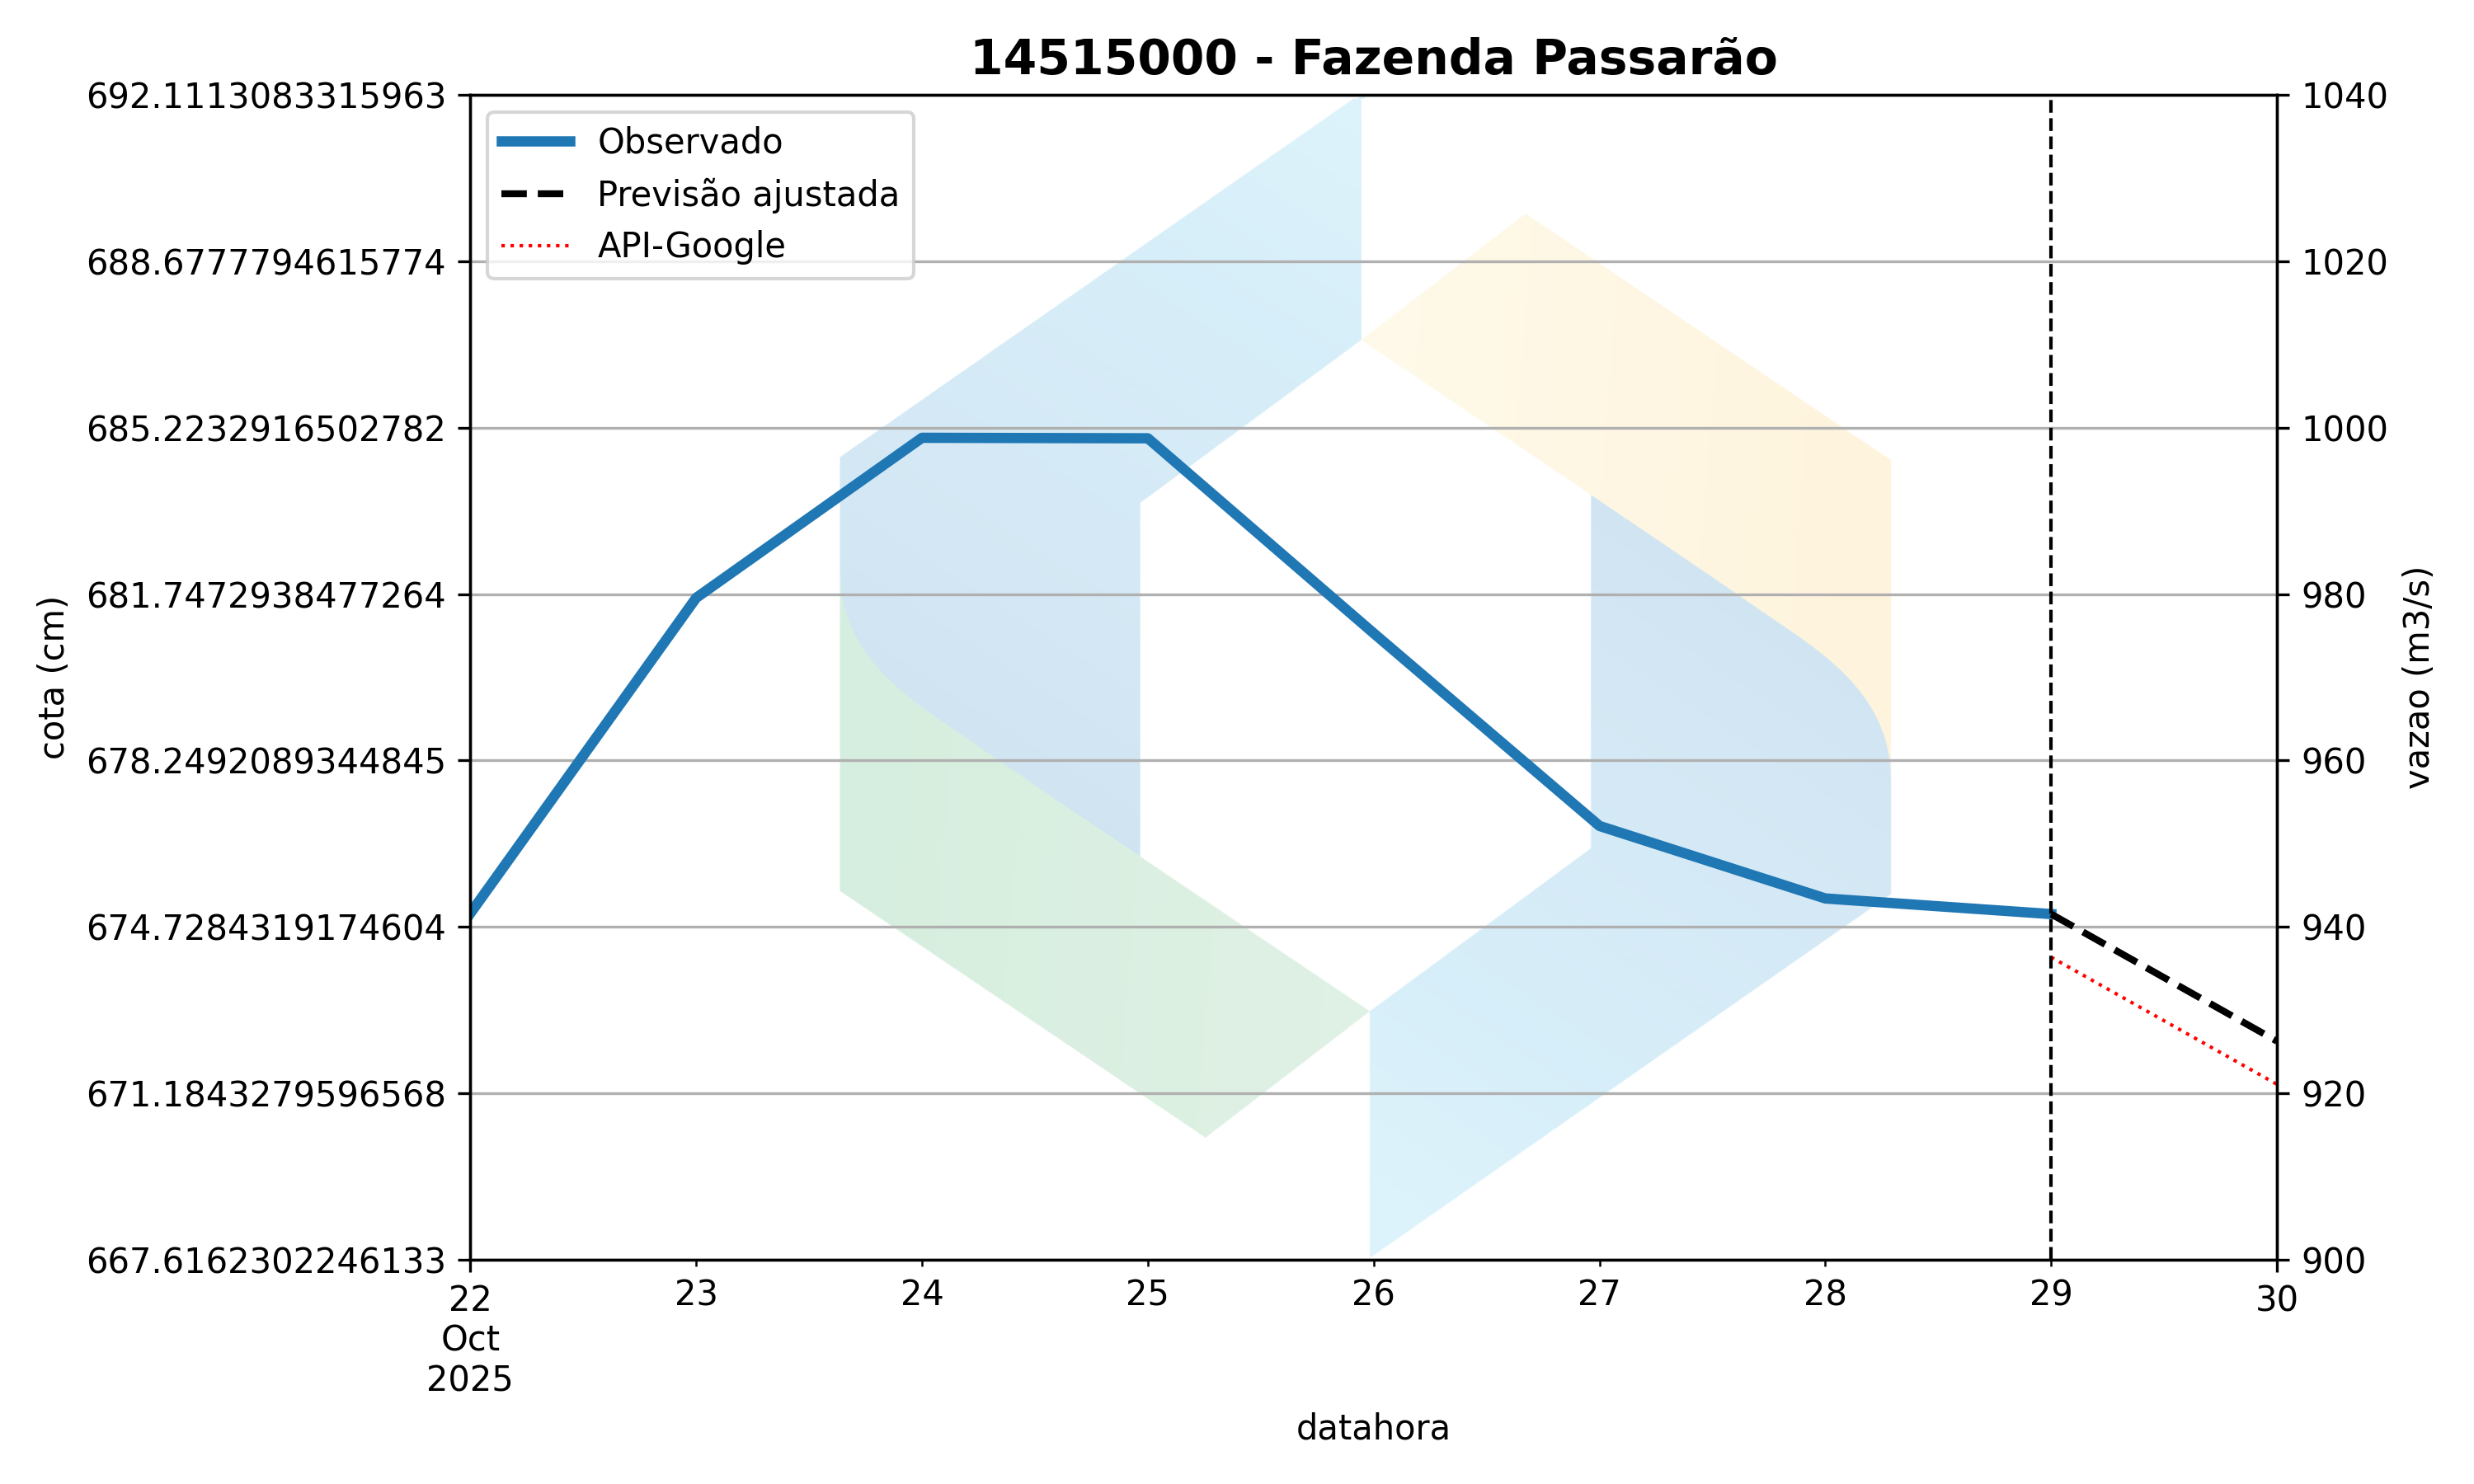 14515000 - Fazenda Passarão
692.1113083315963
688.6777794615774
685.2232916502782
681.7472938477264
678.2492089344845
674.7284319174604
671.1843279596568
667.6162302246133
cota (cm)
Observado
Previsão ajustada
API-Google
1040
1020
1000
980
960
940
920
900
vazao (m3/s)
22 23 24 25 26 27 28 29 30
Oct
2025
datahora